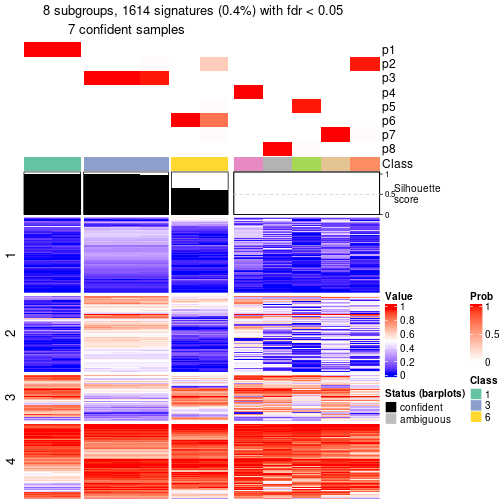 8 subgroups, 1614 signatures (0.4%) with fdr < 0.05
7 confident samples
p1
p2
p3
p4
p5
p6
p7
p8
Class
1
0.5
0
Silhouette
score
1
2
3
4
Value
1
0.8
0.6
0.4
0.2
0
Status (barplots)
confident
ambiguous
Prob
1
0.5
0
Class
1
3
6